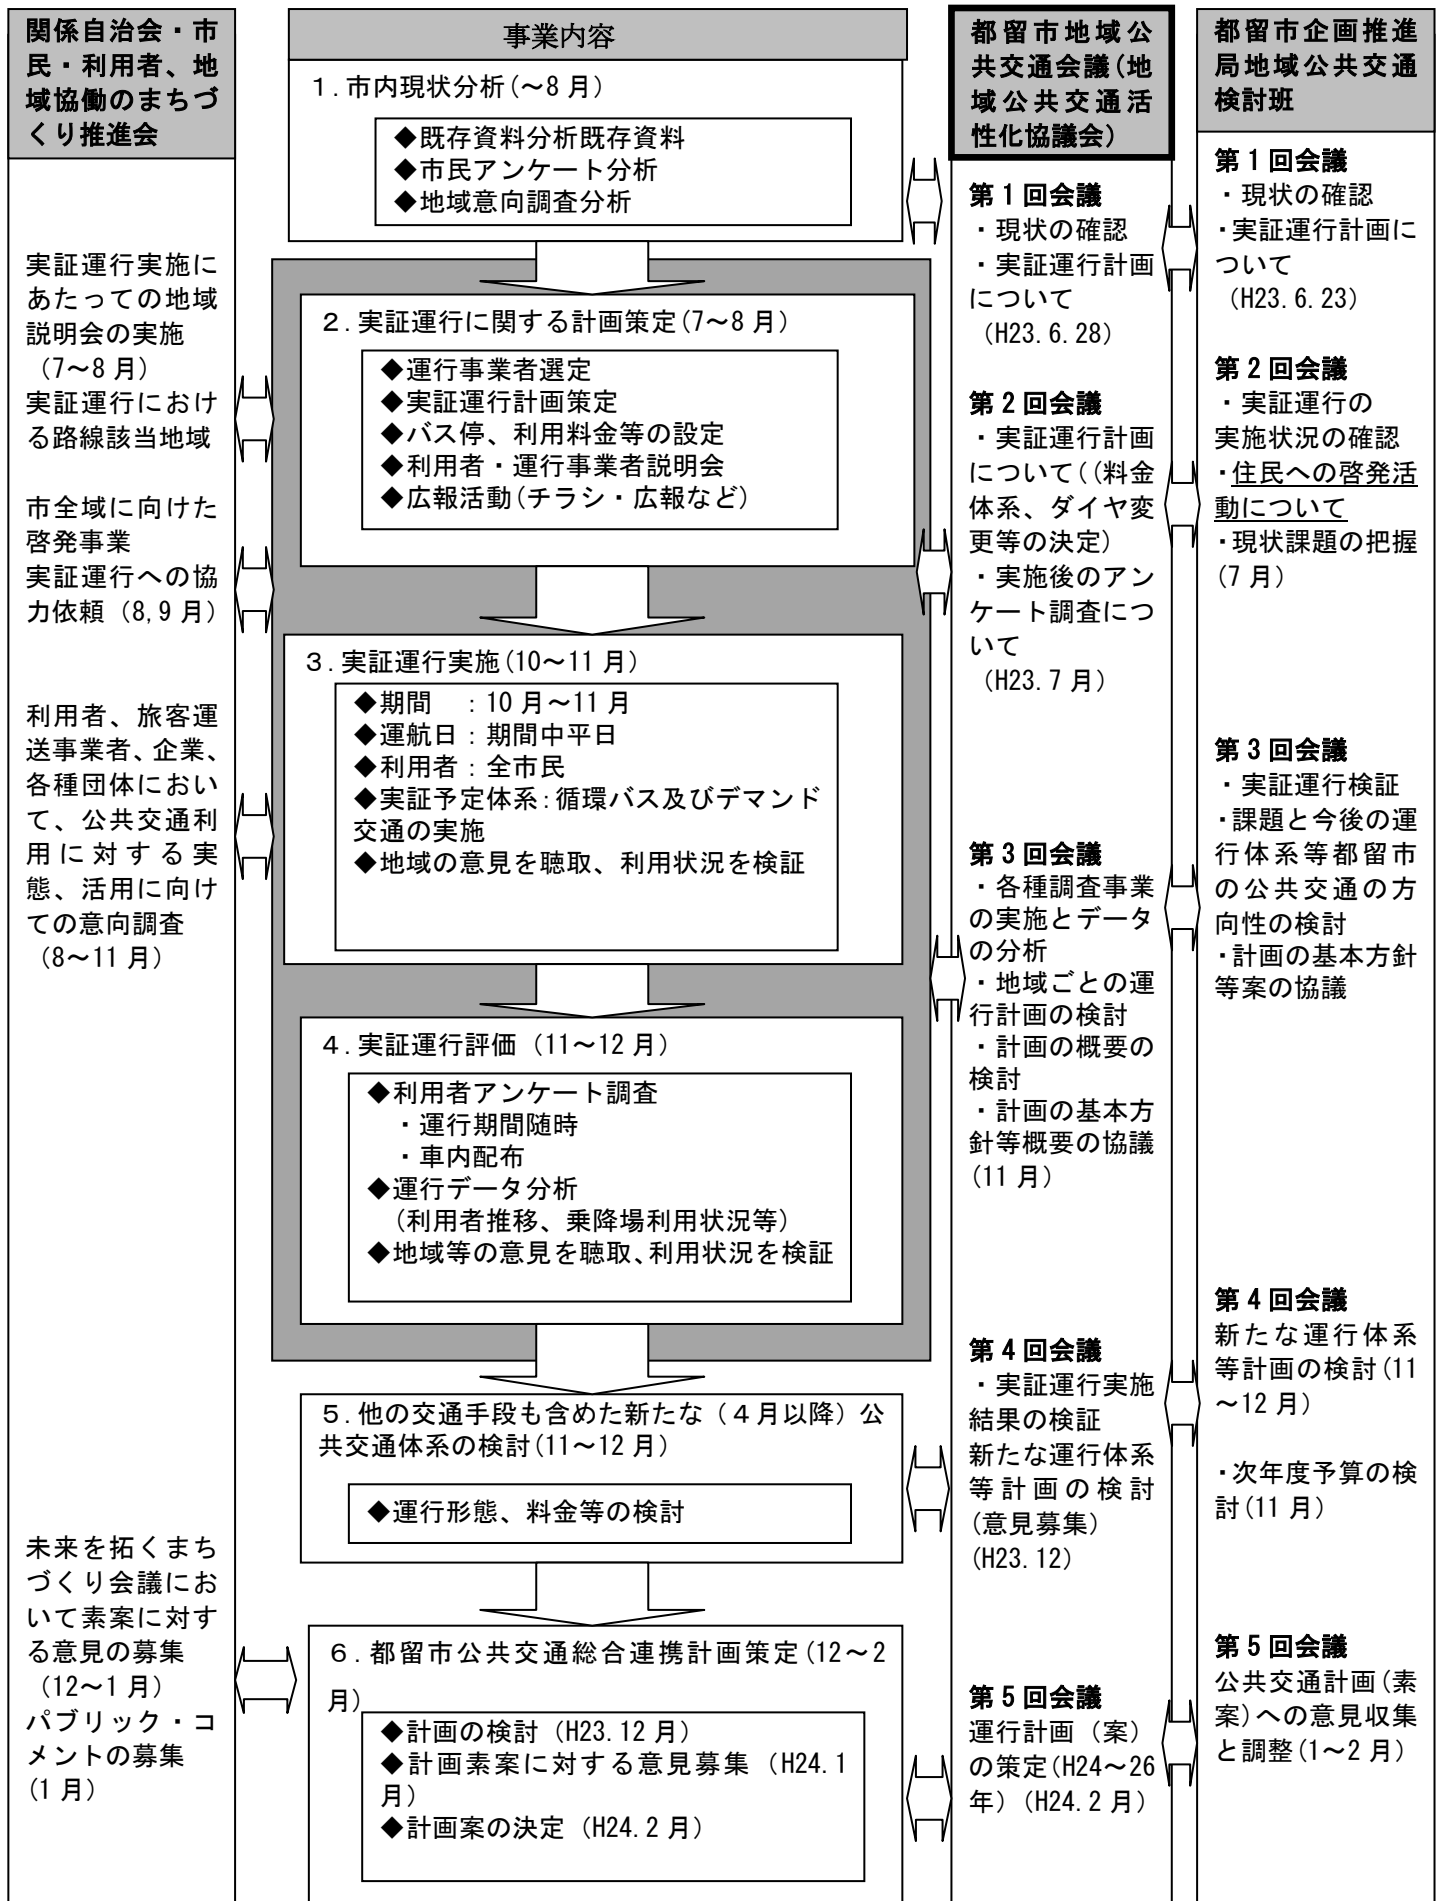 関係自治会・市
民・利用者、地
域協働のまちづ
くり推進会
実証運行実施に
あたっての地域
説明会の実施
（7～8 月）
実証運行におけ
る路線該当地域
市全域に向けた
啓発事業
実証運行への協
力依頼（8,9 月）
利用者、旅客運
送事業者、企業、
各種団体におい
て、公共交通利
用に対する実
態、活用に向け
ての意向調査
（8～11 月）
未来を拓くまち
づくり会議にお
いて素案に対す
る意見の募集
（12～1 月）
パブリック・コ
メントの募集
(1 月)
事業内容
１.市内現状分析(～8 月)
◆既存資料分析既存資料
◆市民アンケート分析
◆地域意向調査分析
２.実証運行に関する計画策定(7～8 月)
◆運行事業者選定
◆実証運行計画策定
◆バス停、利用料金等の設定
◆利用者・運行事業者説明会
◆広報活動(チラシ・広報など)
３.実証運行実施(10～11 月)
◆期間　：10 月～11 月
◆運航日：期間中平日
◆利用者：全市民
◆実証予定体系：循環バス及びデマンド
交通の実施
◆地域の意見を聴取、利用状況を検証
４.実証運行評価（11～12 月）
◆利用者アンケート調査
・運行期間随時
・車内配布
◆運行データ分析
(利用者推移、乗降場利用状況等)
◆地域等の意見を聴取、利用状況を検証
５.他の交通手段も含めた新たな（４月以降）公
共交通体系の検討(11～12 月)
◆運行形態、料金等の検討
６.都留市公共交通総合連携計画策定(12～2
月)
◆計画の検討（H23.12 月）
◆計画素案に対する意見募集（H24.1
月）
◆計画案の決定（H24.2 月）
都留市地域公
共交通会議(地
域公共交通活
性化協議会)
第１回会議
・現状の確認
・実証運行計画
について
（H23.6.28）
第２回会議
・実証運行計画
について((料金
体系、ダイヤ変
更等の決定)
・実施後のアン
ケート調査につ
いて
（H23.7 月）
第３回会議
・各種調査事業
の実施とデータ
の分析
・地域ごとの運
行計画の検討
・計画の概要の
検討
・計画の基本方
針等概要の協議
(11 月)
第４回会議
・実証運行実施
結果の検証
新たな運行体系
等計画の検討
(意見募集)
(H23.12)
第５回会議
運行計画（案）
の策定(H24～26
年）(H24.2 月)
都留市企画推進
局地域公共交通
検討班
第１回会議
・現状の確認
・実証運行計画に
ついて
（H23.6.23）
第２回会議
・実証運行の
実施状況の確認
・住民への啓発活
動について
・現状課題の把握
(7 月)
第３回会議
・実証運行検証
・課題と今後の運
行体系等都留市
の公共交通の方
向性の検討
・計画の基本方針
等案の協議
第４回会議
新たな運行体系
等計画の検討(11
～12 月)
・次年度予算の検
討(11 月)
第５回会議
公共交通計画(素
案)への意見収集
と調整(1～2 月)